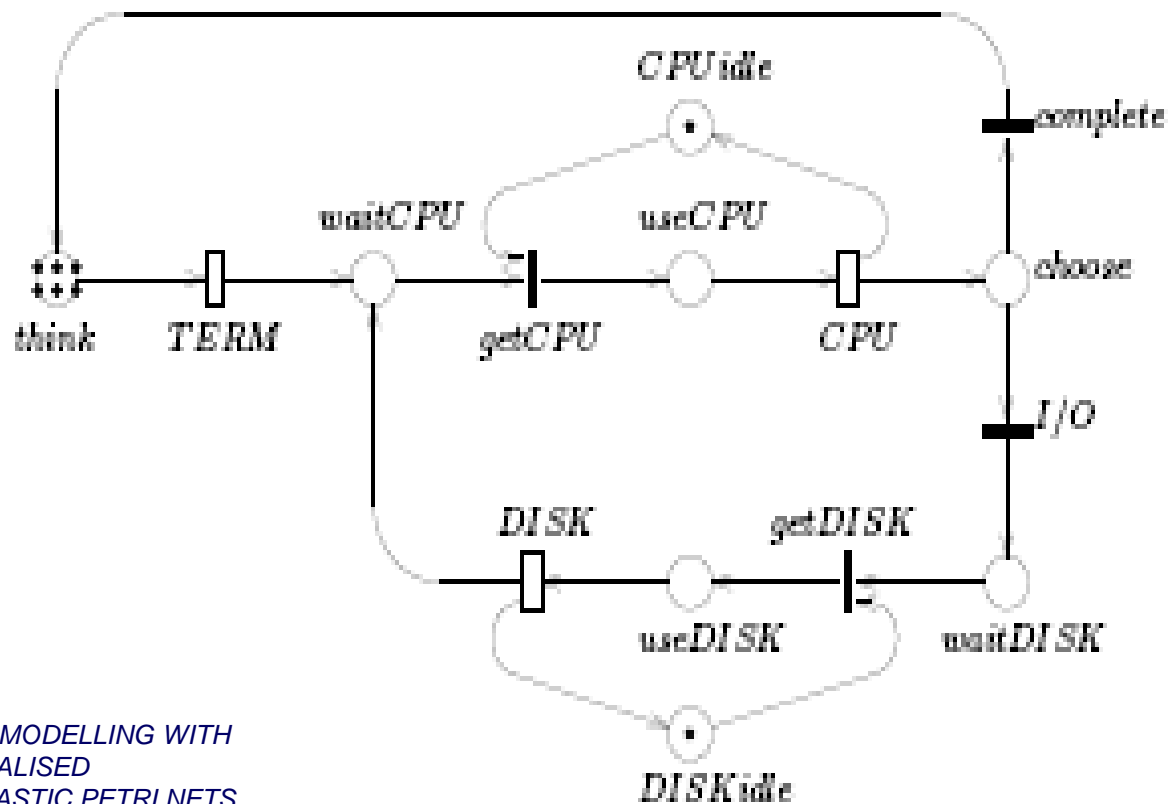 CPUidle
complete
waitCPU
useCPU
choose
think
TERM
getCPU
CPU
I/O
DISK
getDISK
useDISK
waitDISK
MODELLING WITH
ALISED
ASTIC PETRI NETS
DISKidle